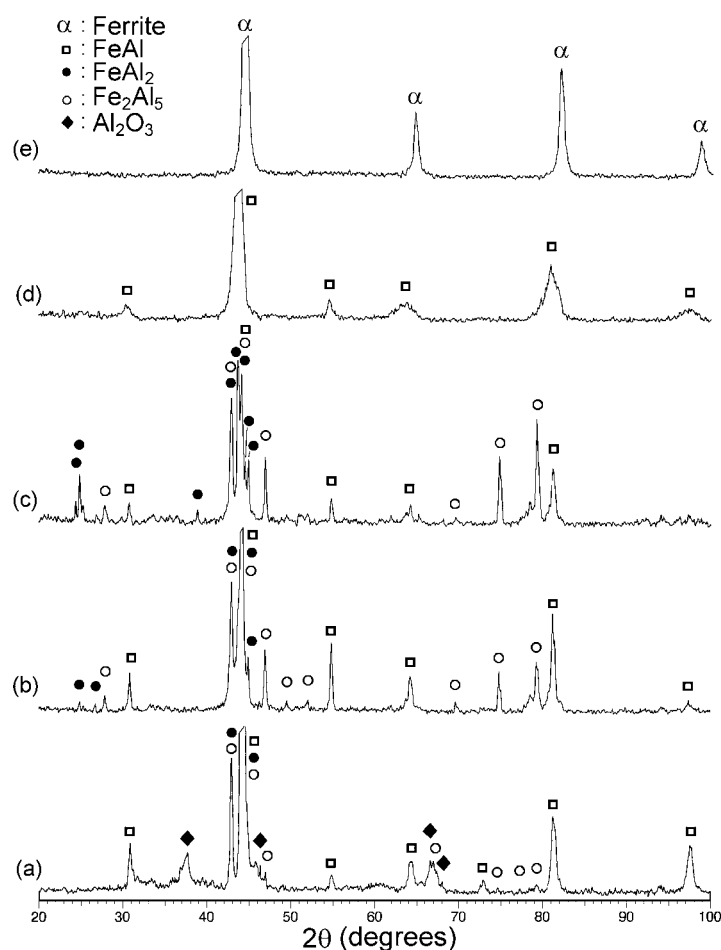 α : Ferrite
□ : FeAl
● : FeAl₂
○ : Fe₂Al₅
◆ : Al₂O₃
α
α
α
α
(e)
(d)
(c)
(b)
(a)
20 30 40 50 60 70 80 90 100
2θ (degrees)